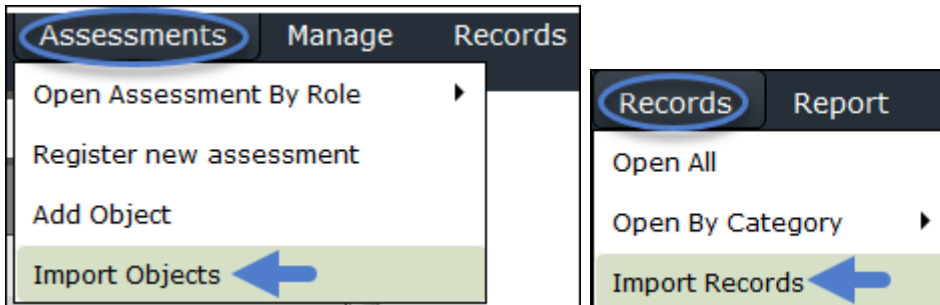 Assessments Manage Records
Open Assessment By Role
Register new assessment
Add Object
Import Objects
Records Report
Open All
Open By Category
Import Records